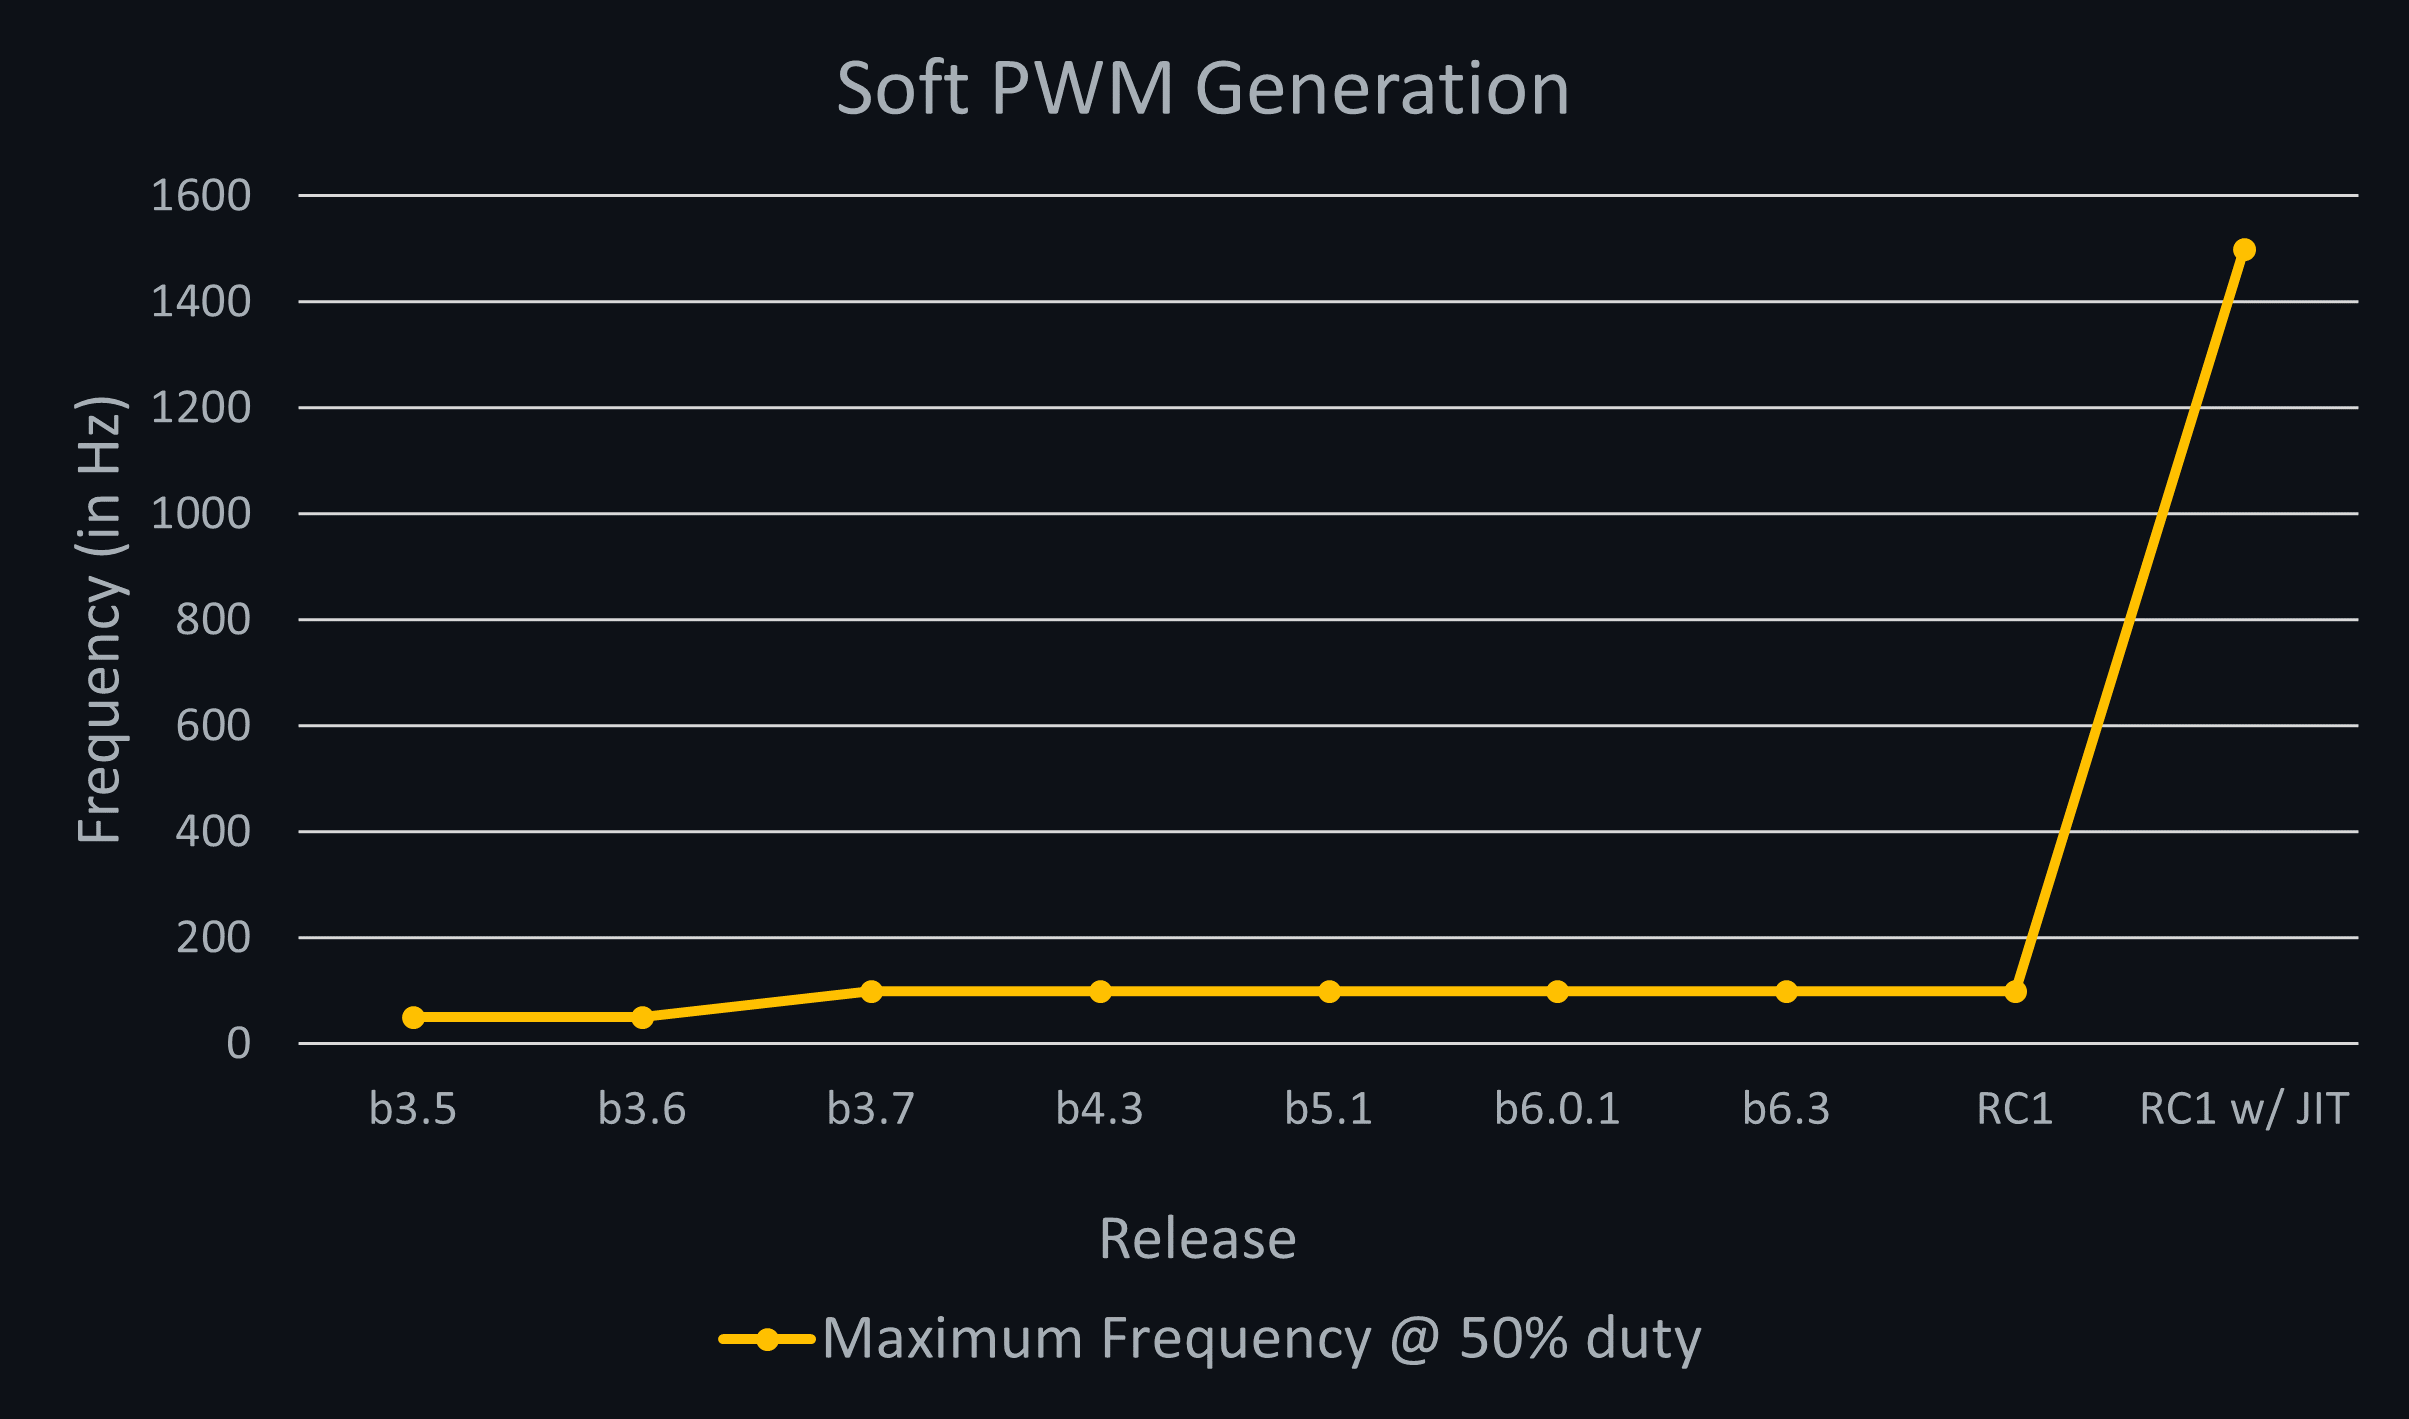 Soft PWM Generation
1600
1400
1200
1000
800
600
400
200
0
Frequency (in Hz)
b3.5 b3.6 b3.7 b4.3 b5.1 b6.0.1 b6.3 RC1 RC1 w/ JIT
Release
Maximum Frequency @ 50% duty